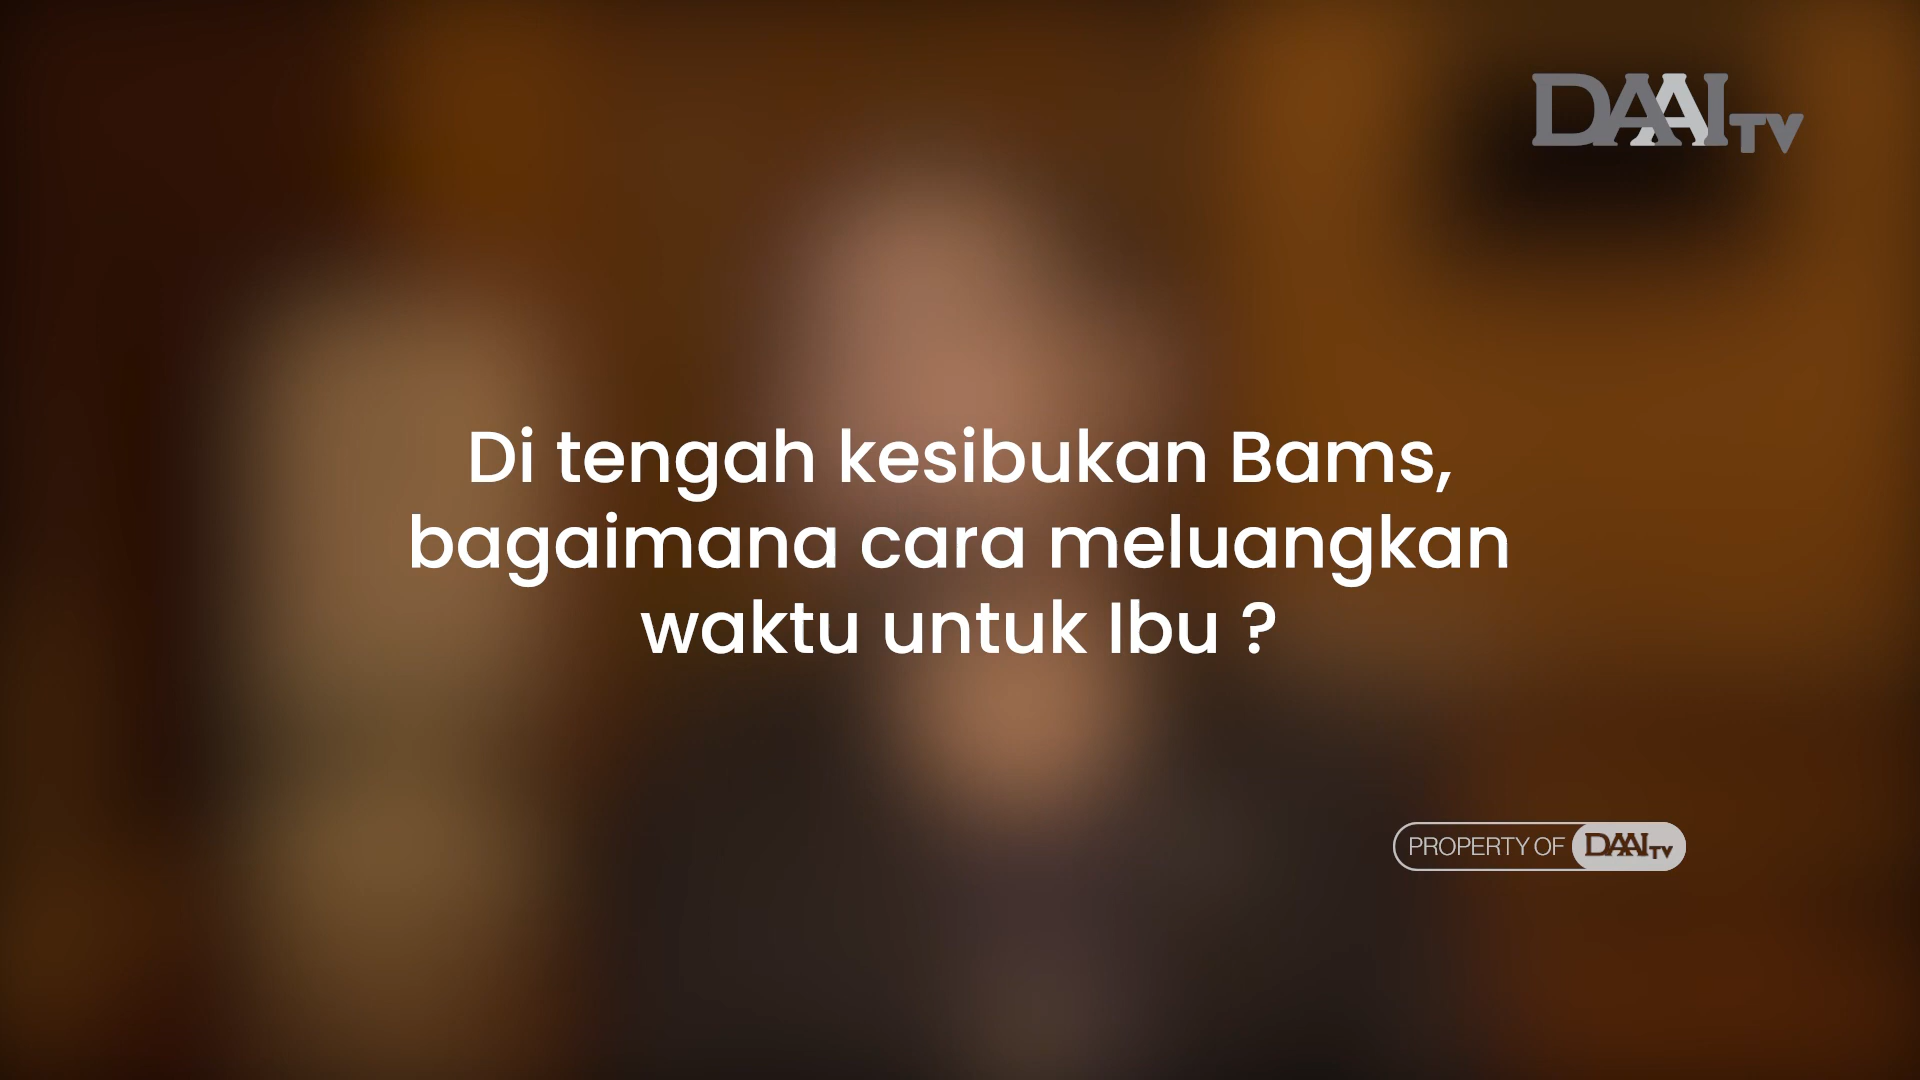 DAAI TV
Di tengah kesibukan Bams,
bagaimana cara meluangkan
waktu untuk Ibu ?
PROPERTY OF DAAI TV